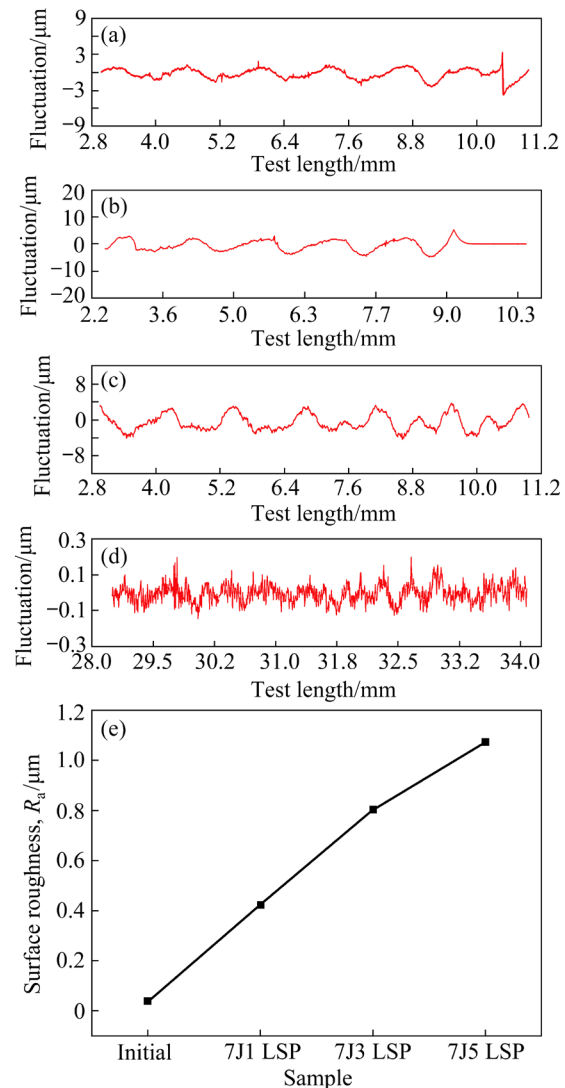 9
3
−3
−9
(a)
Fluctuation/μm
2.8 4.0 5.2 6.4 7.6 8.8 10.0 11.2
Test length/mm
20
10
0
−10
−20
(b)
Fluctuation/μm
2.2 3.6 5.0 6.3 7.7 9.0 10.3
Test length/mm
8
0
−8
(c)
Fluctuation/μm
2.8 4.0 5.2 6.4 7.6 8.8 10.0 11.2
Test length/mm
0.3
0.1
−0.1
−0.3
(d)
Fluctuation/μm
28.0 29.5 30.2 31.0 31.8 32.5 33.2 34.0
Test length/mm
1.2
1.0
0.8
0.6
0.4
0.2
0
(e)
Surface roughness, Ra/μm
Initial 7J1 LSP 7J3 LSP 7J5 LSP
Sample